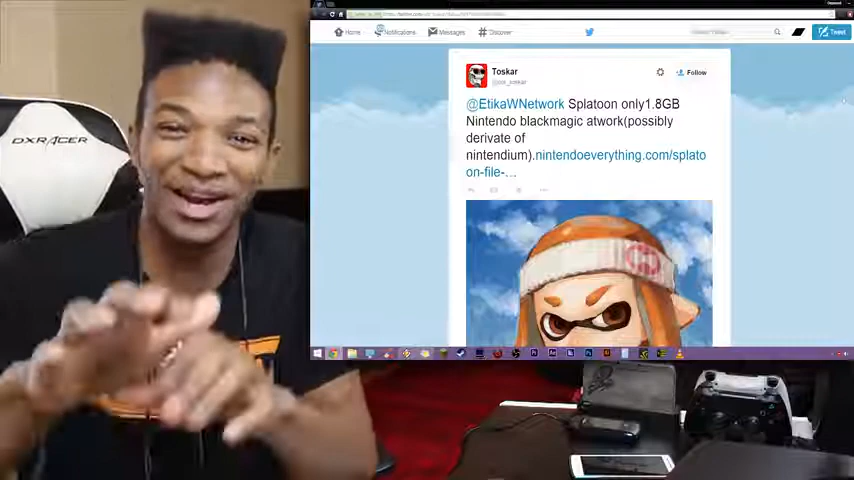 Home
Notifications
Messages
# Discover
Tweet
Toskar
Follow
@EtikaWNetwork Splatoon only1.8GB
Nintendo blackmagic atwork(possibly
derivate of
nintendium).nintendoeverything.com/splato
on-file-...
DXRACER